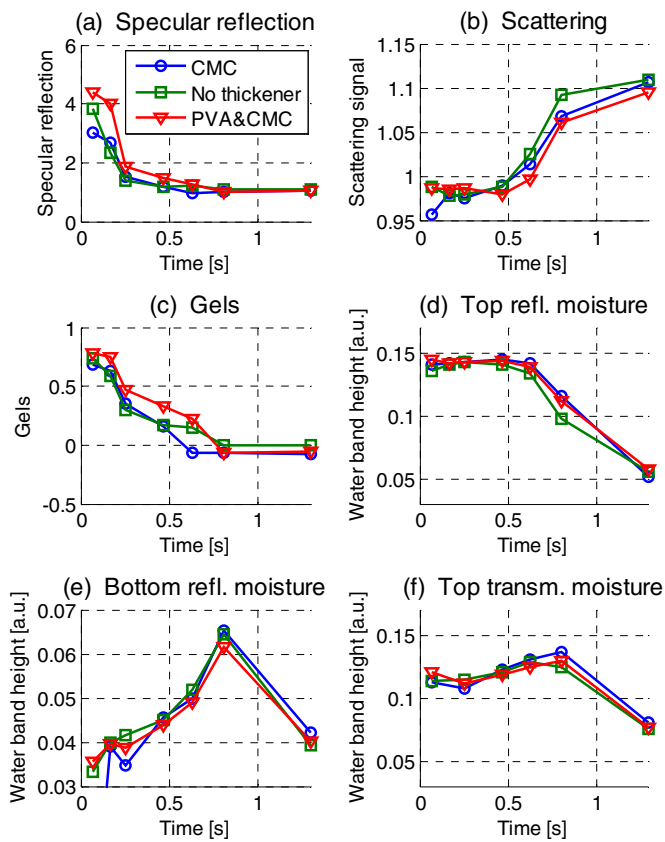 (a) Specular reflection
Specular reflection
6
4
2
0
CMC
No thickener
PVA&CMC
0
0.5
1
Time [s]
(b) Scattering
Scattering signal
1.15
1.1
1.05
1
0.95
0
0.5
1
Time [s]
(c) Gels
Gels
1
0.5
0
-0.5
0
0.5
1
Time [s]
(d) Top refl. moisture
Water band height [a.u.]
0.15
0.1
0.05
0
0.5
1
Time [s]
(e) Bottom refl. moisture
Water band height [a.u.]
0.07
0.06
0.05
0.04
0.03
0
0.5
1
Time [s]
(f) Top transm. moisture
Water band height [a.u.]
0.15
0.1
0.05
0
0.5
1
Time [s]